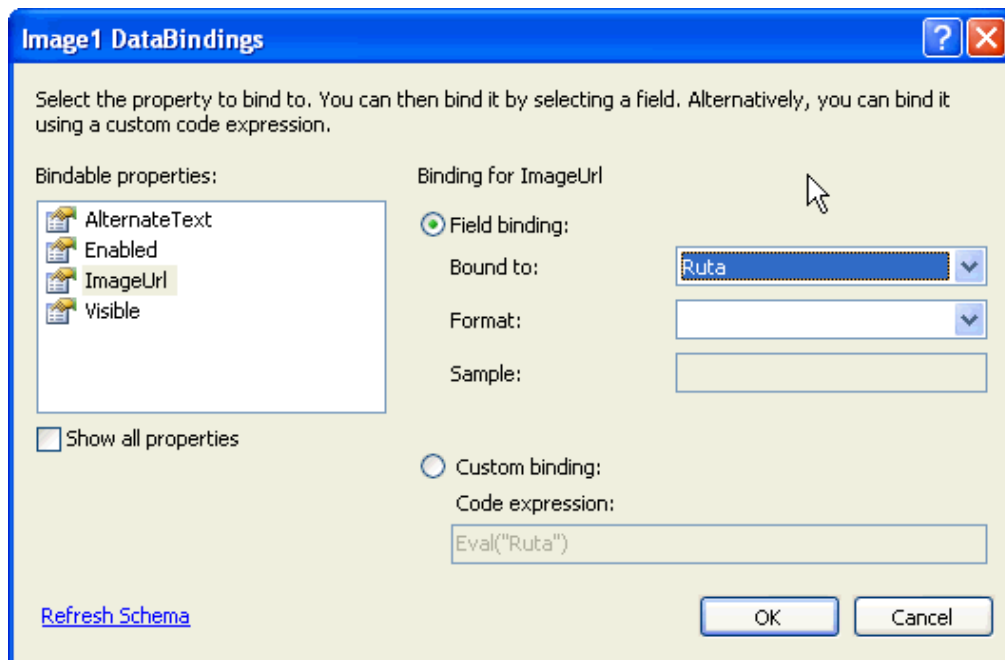 Image1 DataBindings
Select the property to bind to. You can then bind it by selecting a field. Alternatively, you can bind it
using a custom code expression.
Bindable properties:
AlternateText
Enabled
ImageUrl
Visible
Show all properties
Binding for ImageUrl
Field binding:
Bound to:
Ruta
Format:
Sample:
Custom binding:
Code expression:
Eval("Ruta")
Refresh Schema
OK
Cancel